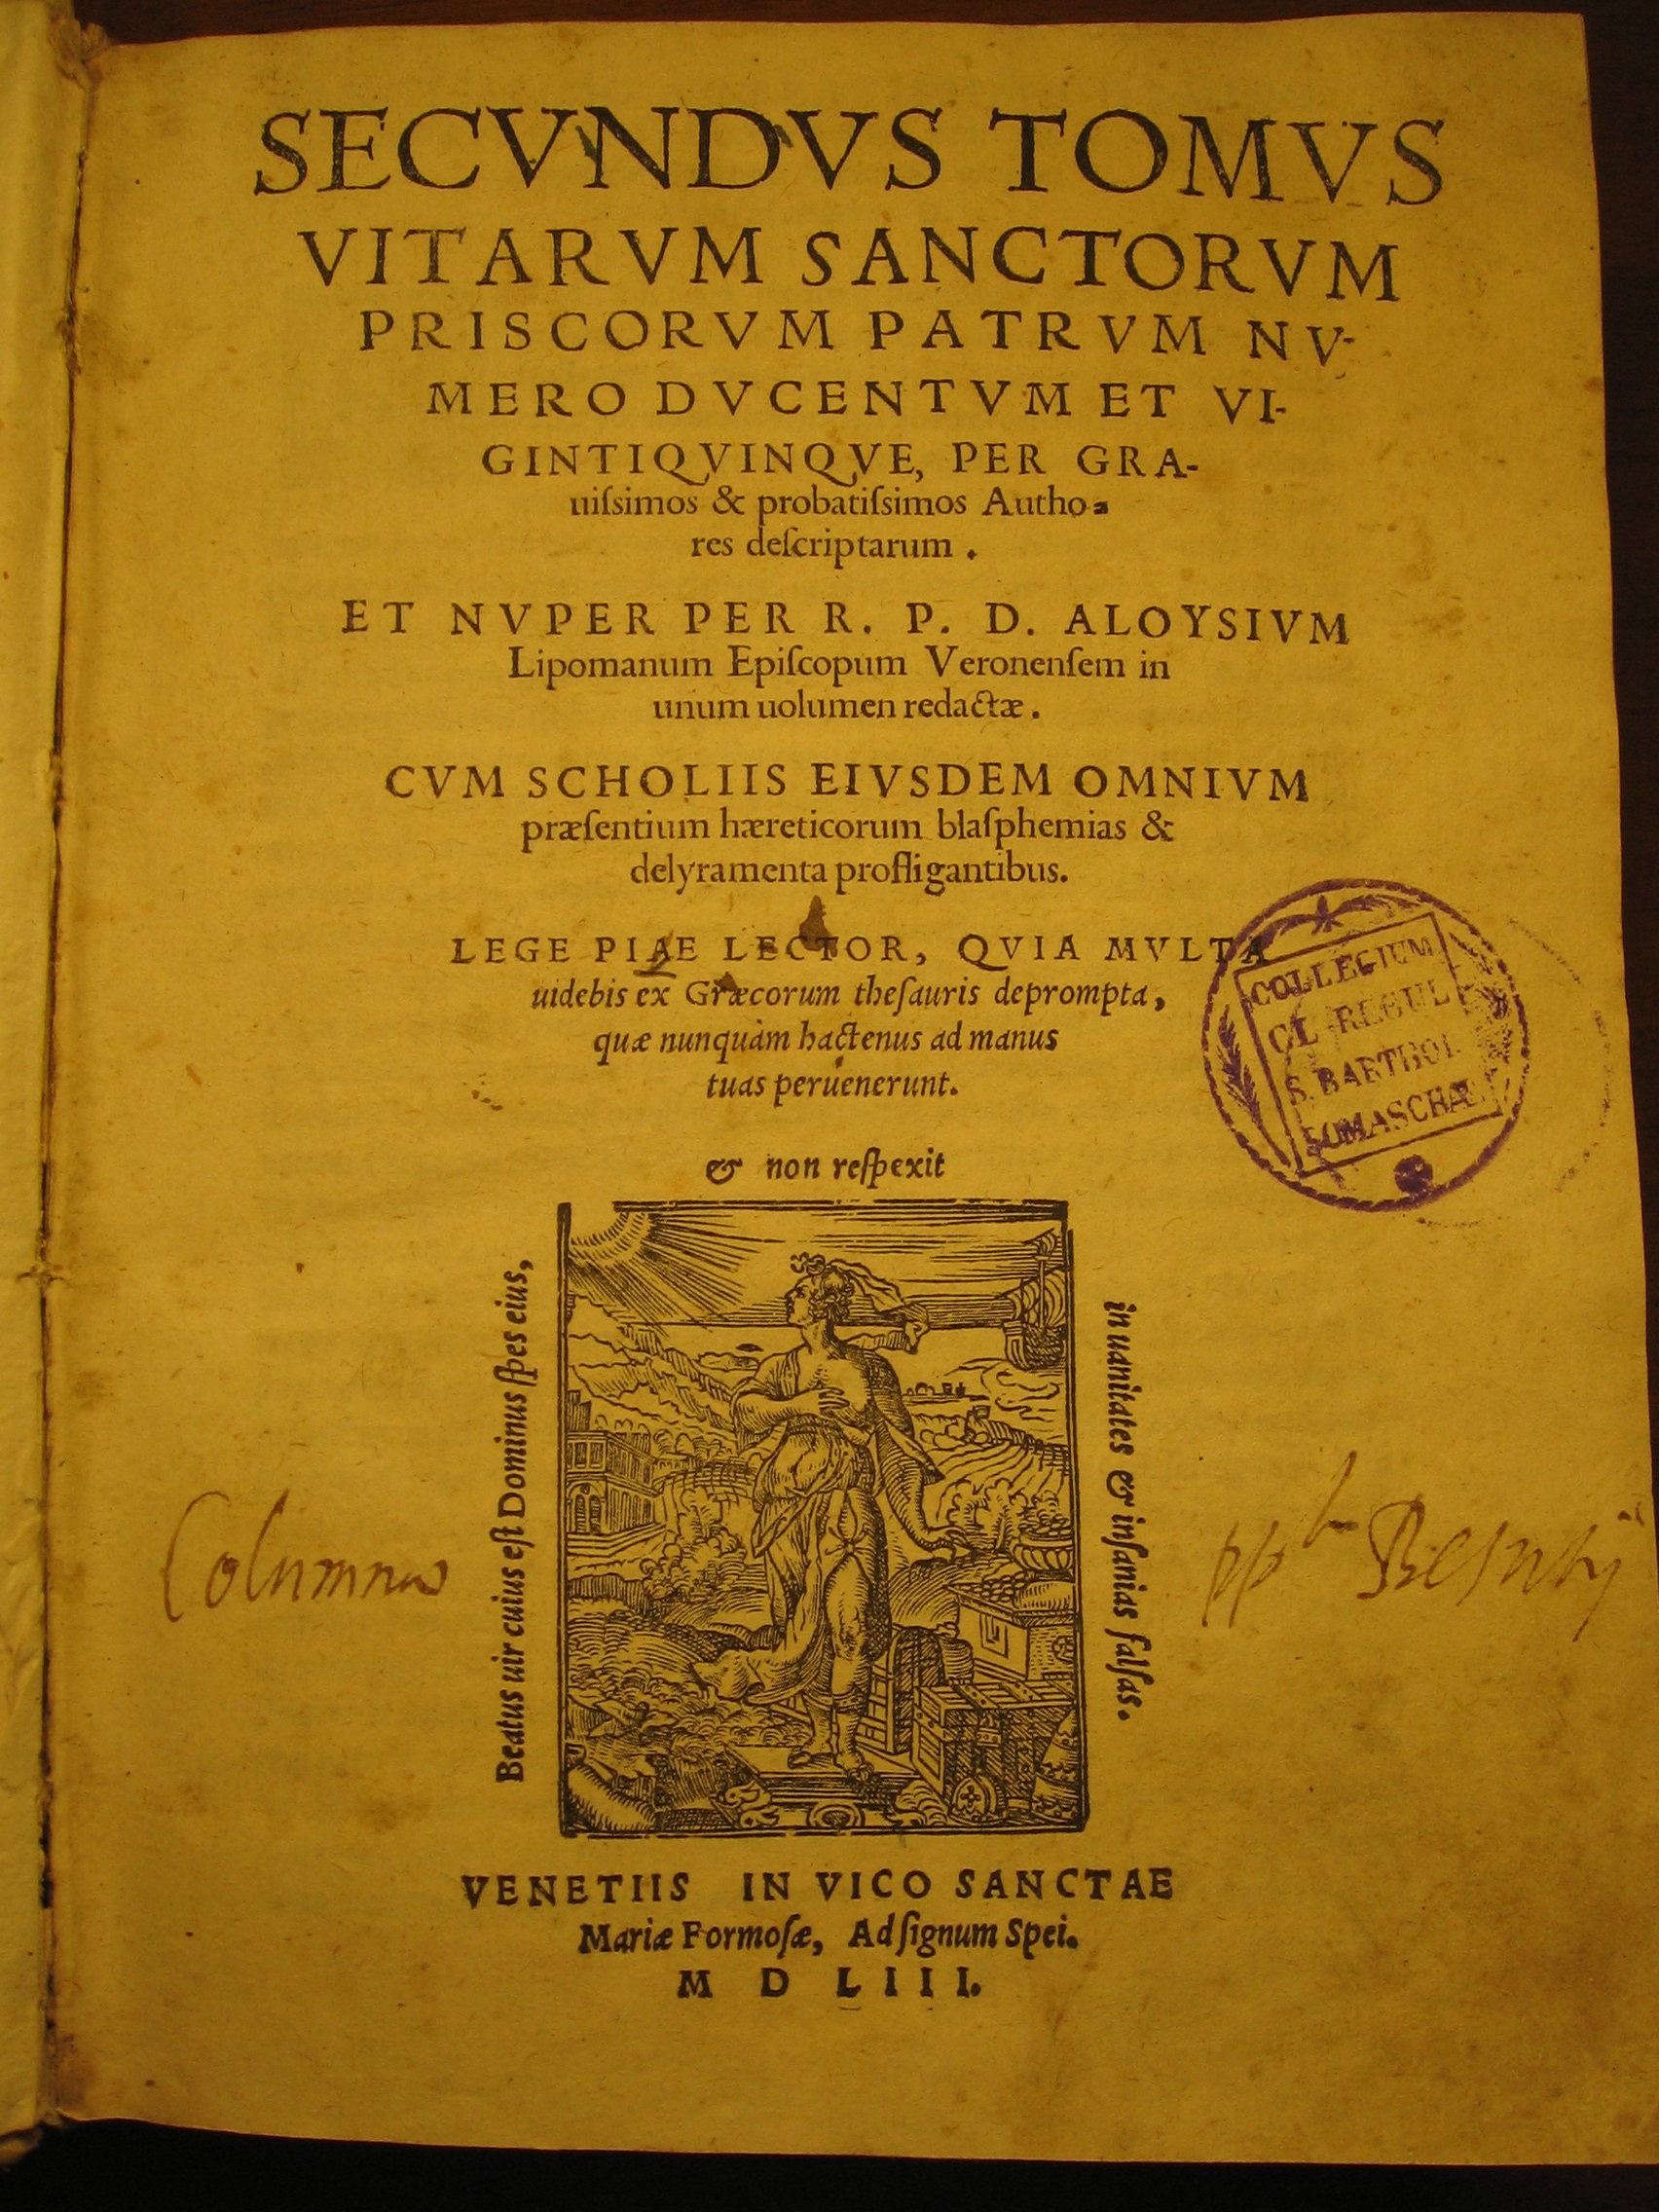 SECVNDVS TOMVS
VITARVM SANCTORVM
PRISCORVM PATRVM NV-
MERO DVCENTVM ET VI-
GINTIQVINQVE, PER GRA-
uiſsimos & probatiſsimos Autho-
res deſcriptarum.
ET NVPER PER R. P. D. ALOYSIVM
Lipomanum Epiſcopum Veronenſem in
unum uolumen redactæ.
CVM SCHOLIIS EIVSDEM OMNIVM
præſentium hæreticorum blaſphemias &
delyramenta profligantibus.
LEGE PIAE LECTOR, QVIA MVLTA
uidebis ex Græcorum theſauris deprompta,
quæ nunquàm hactenus ad manus
tuas peruenerunt.
COLLEGIUM
CL. REGUL.
S. BARTHOL.
SOMASCHÆ
& non reſpexit
Beatus uir cuius eſt Dominus ſpes eius,
in uanitates & inſanias falſas.
VENETIIS IN VICO SANCTAE
Mariæ Formoſæ, Ad ſignum Spei.
M D LIII.